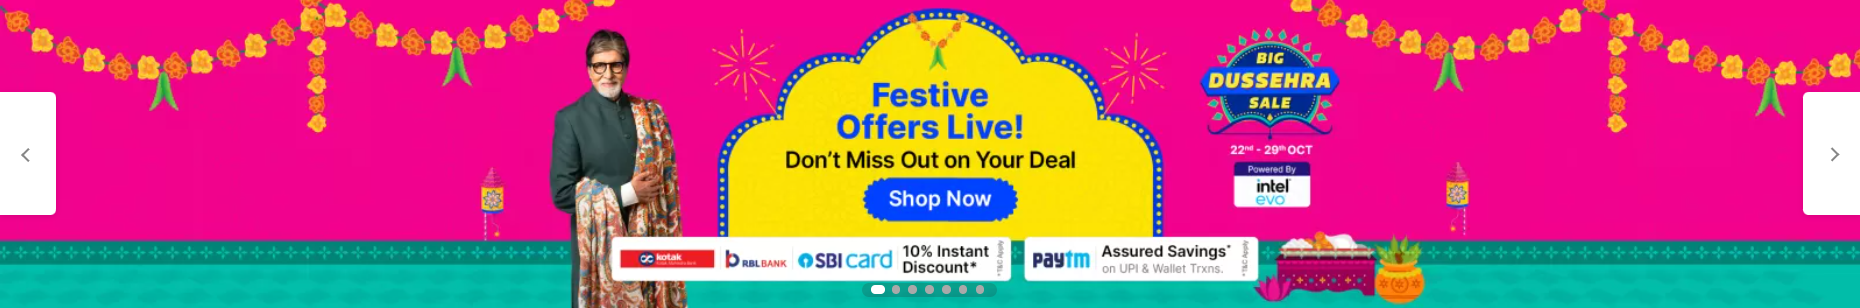 Festive
Offers Live!
Don't Miss Out on Your Deal
Shop Now
BIG
DUSSEHRA
SALE
22nd - 29th OCT
Powered By
intel
evo
kotak
RBL BANK
SBI card
10% Instant
Discount*
*T&C Apply
paytm
Assured Savings*
on UPI & Wallet Trxns.
*T&C Apply